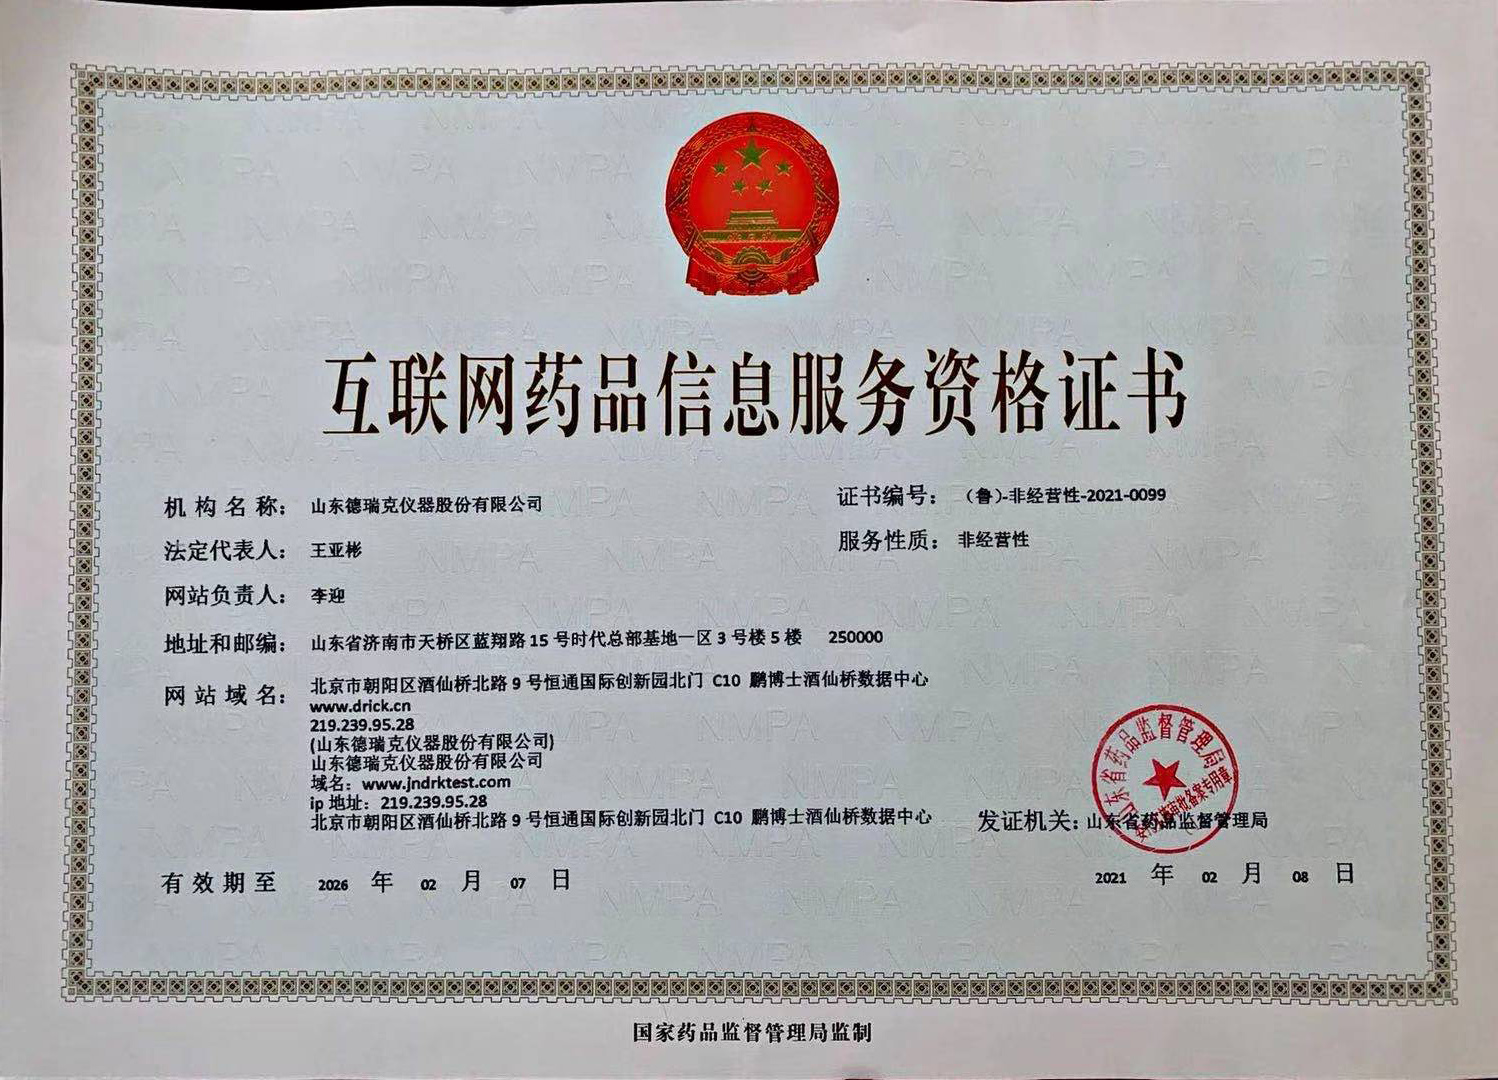 互联网药品信息服务资格证书
机构名称： 山东德瑞克仪器股份有限公司
证书编号： （鲁）-非经营性-2021-0099
法定代表人： 王亚彬
服务性质： 非经营性
网站负责人： 李迎
地址和邮编： 山东省济南市天桥区蓝翔路 15 号时代总部基地一区 3 号楼 5 楼 250000
网站域名： 北京市朝阳区酒仙桥北路 9 号恒通国际创新园北门 C10 鹏博士酒仙桥数据中心
www.drick.cn
219.239.95.28
(山东德瑞克仪器股份有限公司)
山东德瑞克仪器股份有限公司
域名：www.jndrktest.com
ip 地址：219.239.95.28
北京市朝阳区酒仙桥北路 9 号恒通国际创新园北门 C10 鹏博士酒仙桥数据中心
山东省药品监督管理局
发证机关：山东省药品监督管理局
有效期至 2026 年 02 月 07 日
2021 年 02 月 08 日
国家药品监督管理局监制
NMPA